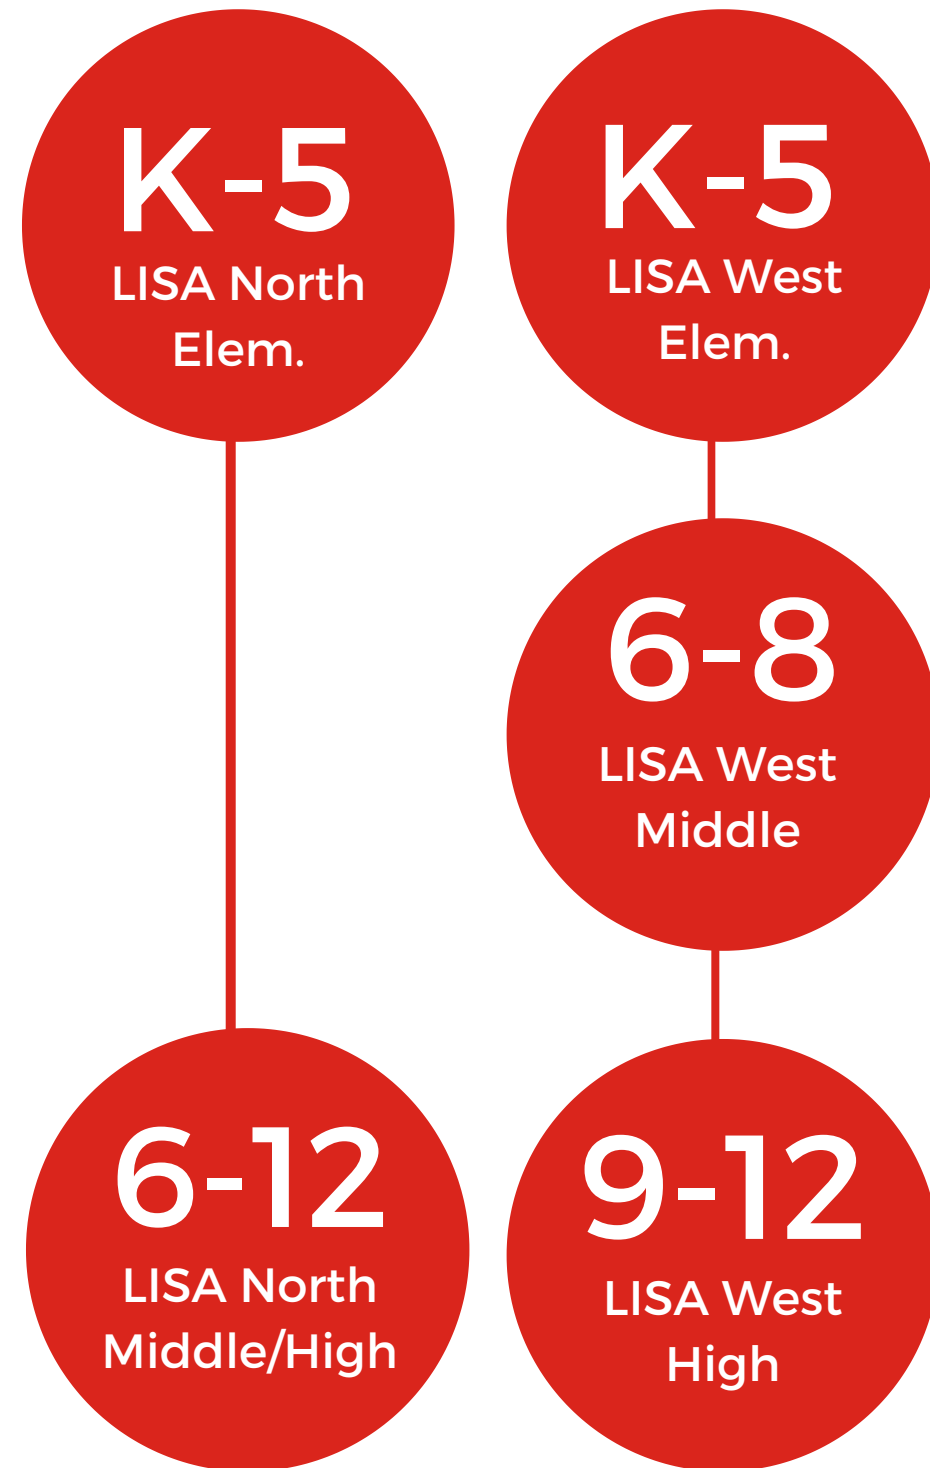 K-5
LISA North
Elem.
6-12
LISA North
Middle/High
K-5
LISA West
Elem.
6-8
LISA West
Middle
9-12
LISA West
High